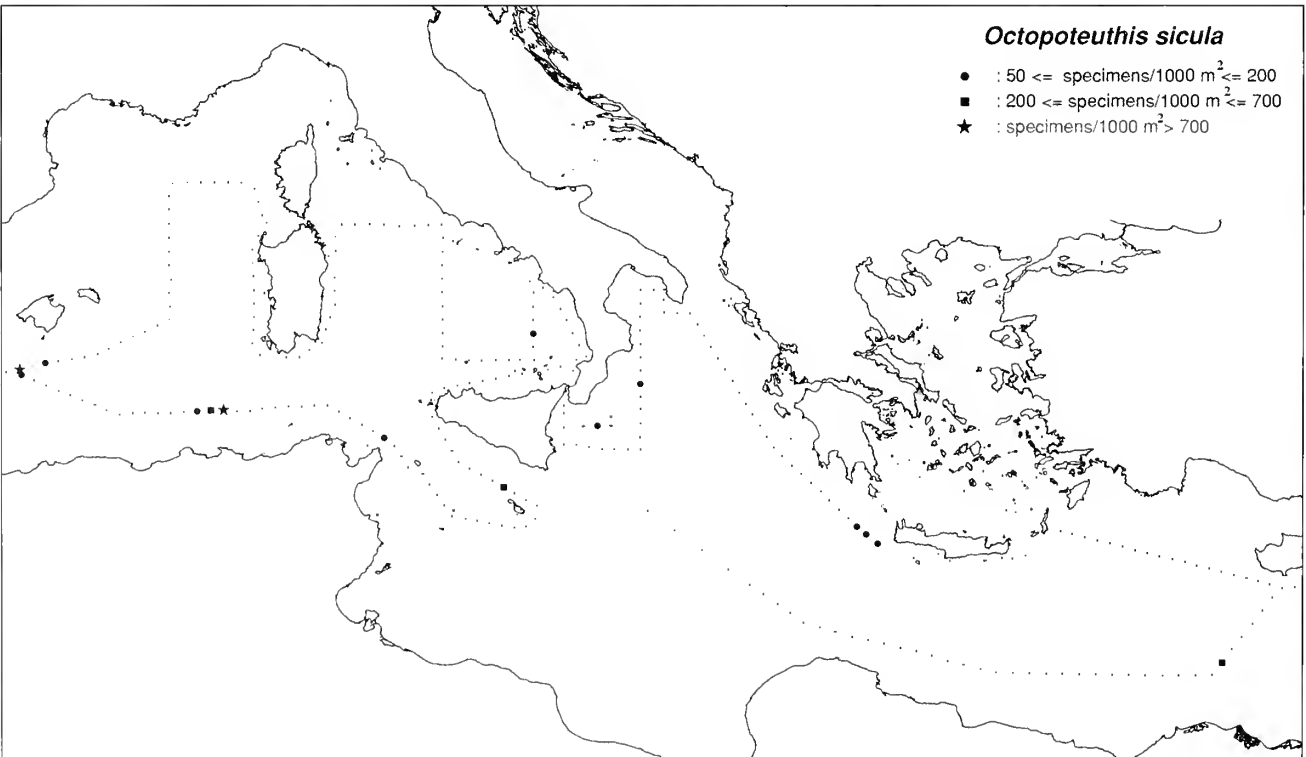 Octopoteuthis sicula
● : 50 <= specimens/1000 m²<= 200
■ : 200 <= specimens/1000 m²<= 700
★ : specimens/1000 m²> 700